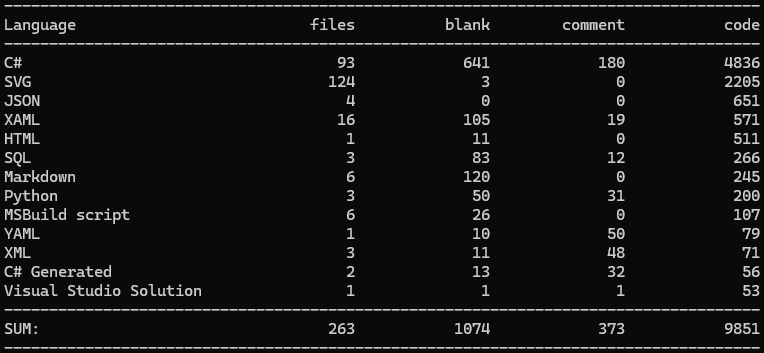 -------------------------------------------------------------------------------
Language                     files          blank        comment           code
-------------------------------------------------------------------------------
C#                              93            641            180           4836
SVG                            124              3              0           2205
JSON                             4              0              0            651
XAML                            16            105             19            571
HTML                             1             11              0            511
SQL                              3             83             12            266
Markdown                         6            120              0            245
Python                           3             50             31            200
MSBuild script                   6             26              0            107
YAML                             1             10             50             79
XML                              3             11             48             71
C# Generated                     2             13             32             56
Visual Studio Solution           1              1              1             53
-------------------------------------------------------------------------------
SUM:                           263           1074            373           9851
-------------------------------------------------------------------------------